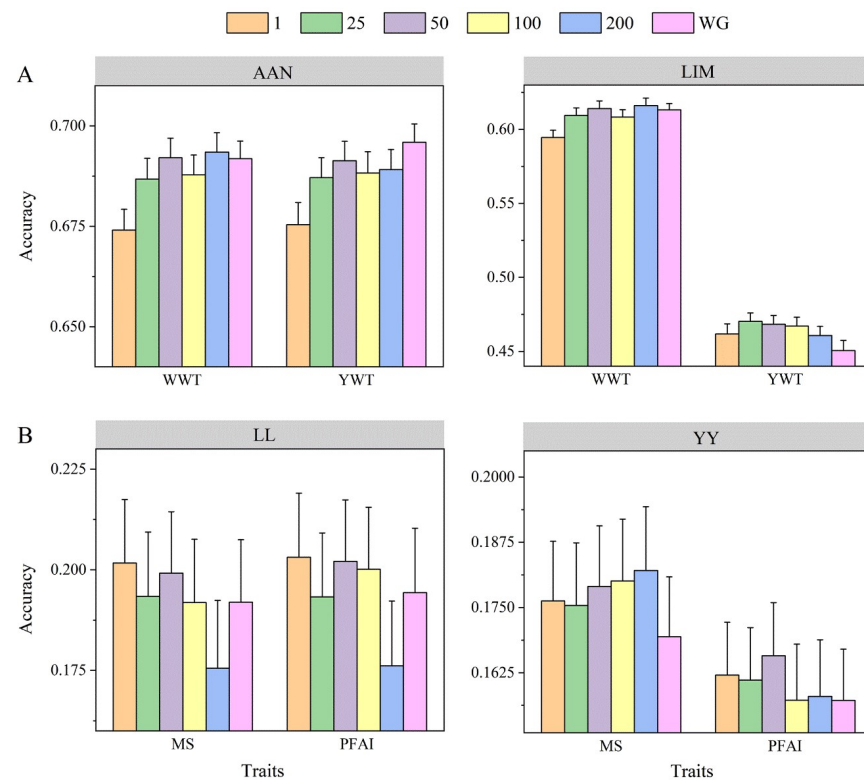 1 25 50 100 200 WG
A
AAN
LIM
Accuracy
0.700
0.675
0.650
WWT YWT
0.60
0.55
0.50
0.45
WWT YWT
B
LL
YY
Accuracy
0.225
0.200
0.175
MS PFAI
Traits
0.2000
0.1875
0.1750
0.1625
MS PFAI
Traits